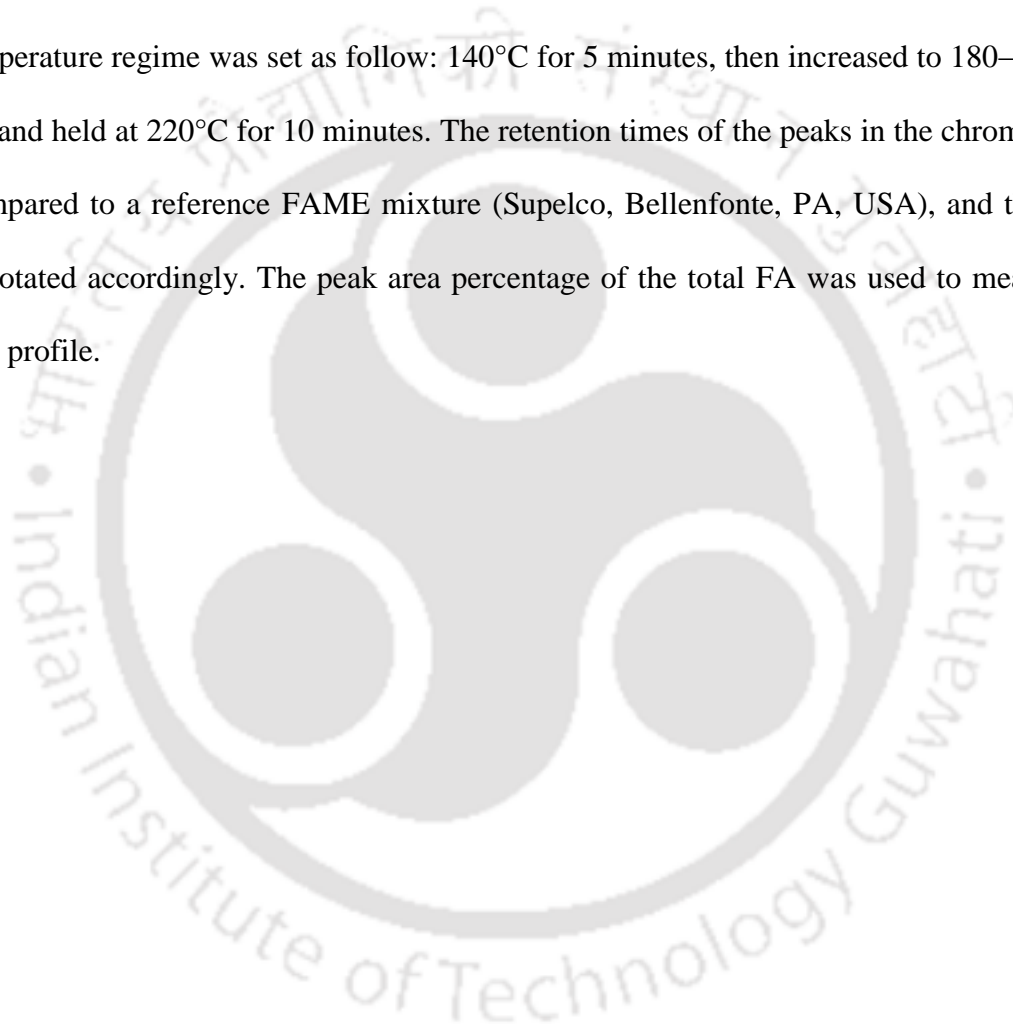 perature regime was set as follow: 140°C for 5 minutes, then increased to 180–
and held at 220°C for 10 minutes. The retention times of the peaks in the chrom
mpared to a reference FAME mixture (Supelco, Bellenfonte, PA, USA), and t
otated accordingly. The peak area percentage of the total FA was used to mea
profile.
• Indian Institute of Technology Guwahati •